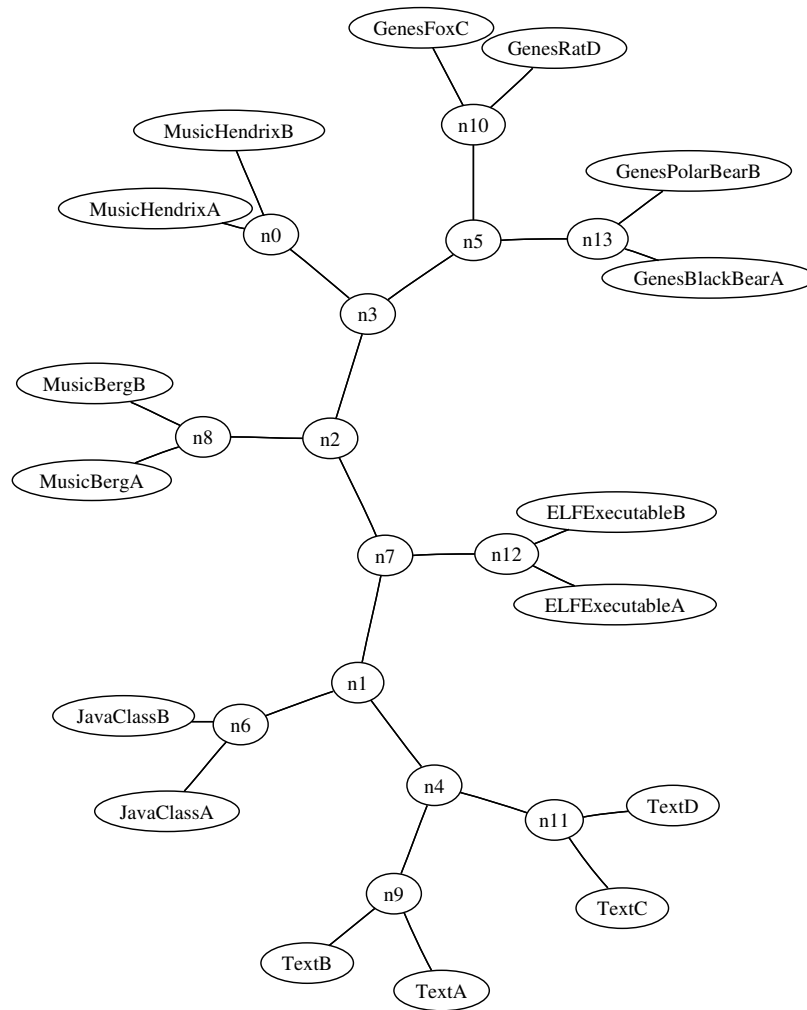 GenesFoxC
GenesRatD
n10
MusicHendrixB
GenesPolarBearB
MusicHendrixA
n0
n5
n13
GenesBlackBearA
n3
MusicBergB
n8
n2
MusicBergA
ELFExecutableB
n7
n12
ELFExecutableA
n1
JavaClassB
n6
n4
JavaClassA
TextD
n11
n9
TextC
TextB
TextA